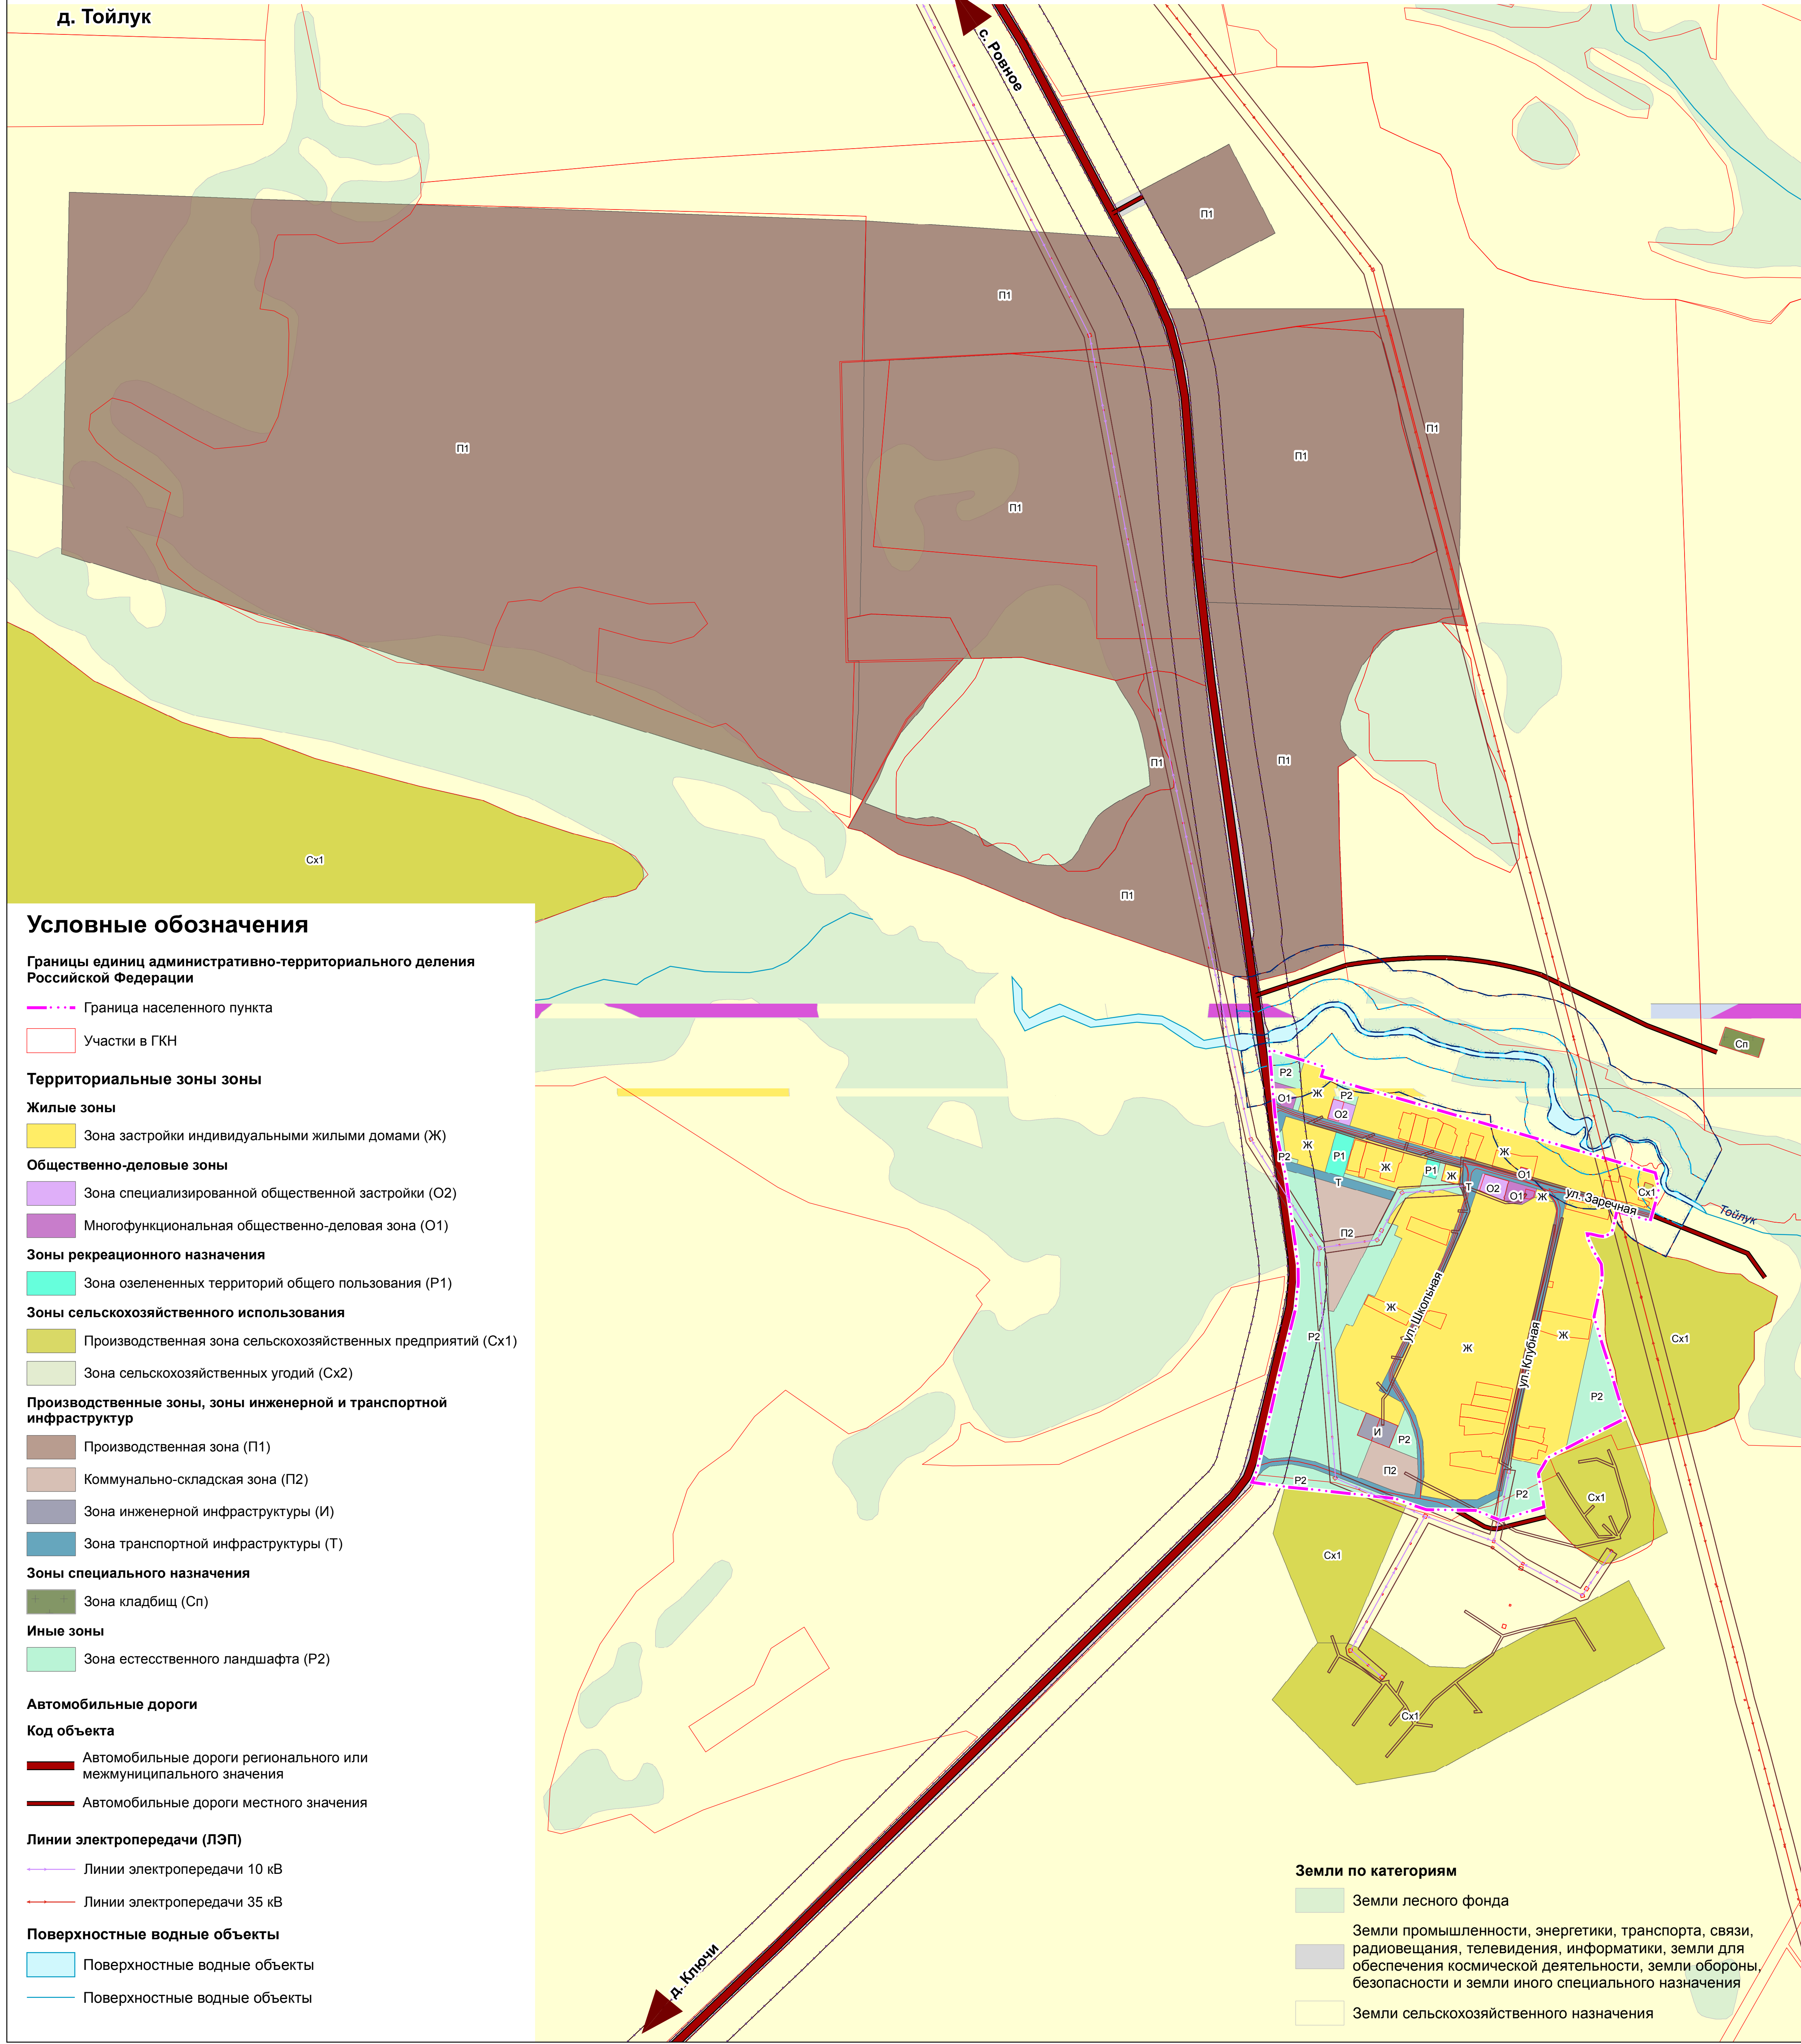 д. Тойлук
с. Ровное
П1
П1
П1
П1
П1
П1
П1
П1
П1
Сх1
Условные обозначения
Границы единиц административно-территориального деления
Российской Федерации
Граница населенного пункта
Участки в ГКН
Территориальные зоны зоны
Жилые зоны
Зона застройки индивидуальными жилыми домами (Ж)
Общественно-деловые зоны
Зона специализированной общественной застройки (О2)
Многофункциональная общественно-деловая зона (О1)
Зоны рекреационного назначения
Зона озелененных территорий общего пользования (Р1)
Зоны сельскохозяйственного использования
Производственная зона сельскохозяйственных предприятий (Сх1)
Зона сельскохозяйственных угодий (Сх2)
Производственные зоны, зоны инженерной и транспортной
инфраструктур
Производственная зона (П1)
Коммунально-складская зона (П2)
Зона инженерной инфраструктуры (И)
Зона транспортной инфраструктуры (Т)
Зоны специального назначения
Зона кладбищ (Сп)
Иные зоны
Зона естесственного ландшафта (Р2)
Автомобильные дороги
Код объекта
Автомобильные дороги регионального или
межмуниципального значения
Автомобильные дороги местного значения
Линии электропередачи (ЛЭП)
Линии электропередачи 10 кВ
Линии электропередачи 35 кВ
Поверхностные водные объекты
Поверхностные водные объекты
Поверхностные водные объекты
Сп
Р2
Ж
Р2
О1
О2
Ж
Р2
Р1
Ж
Р1
Ж
Ж
О1
Т
Т
О2
О1
Ж
Сх1
ул. Заречная
Тойлук
П2
Р2
Ж
ул. Школьная
Ж
ул. Клубная
Ж
Сх1
Р2
И
Р2
П2
Р2
Р2
Сх1
Сх1
Сх1
д. Ключи
Земли по категориям
Земли лесного фонда
Земли промышленности, энергетики, транспорта, связи,
радиовещания, телевидения, информатики, земли для
обеспечения космической деятельности, земли обороны,
безопасности и земли иного специального назначения
Земли сельскохозяйственного назначения